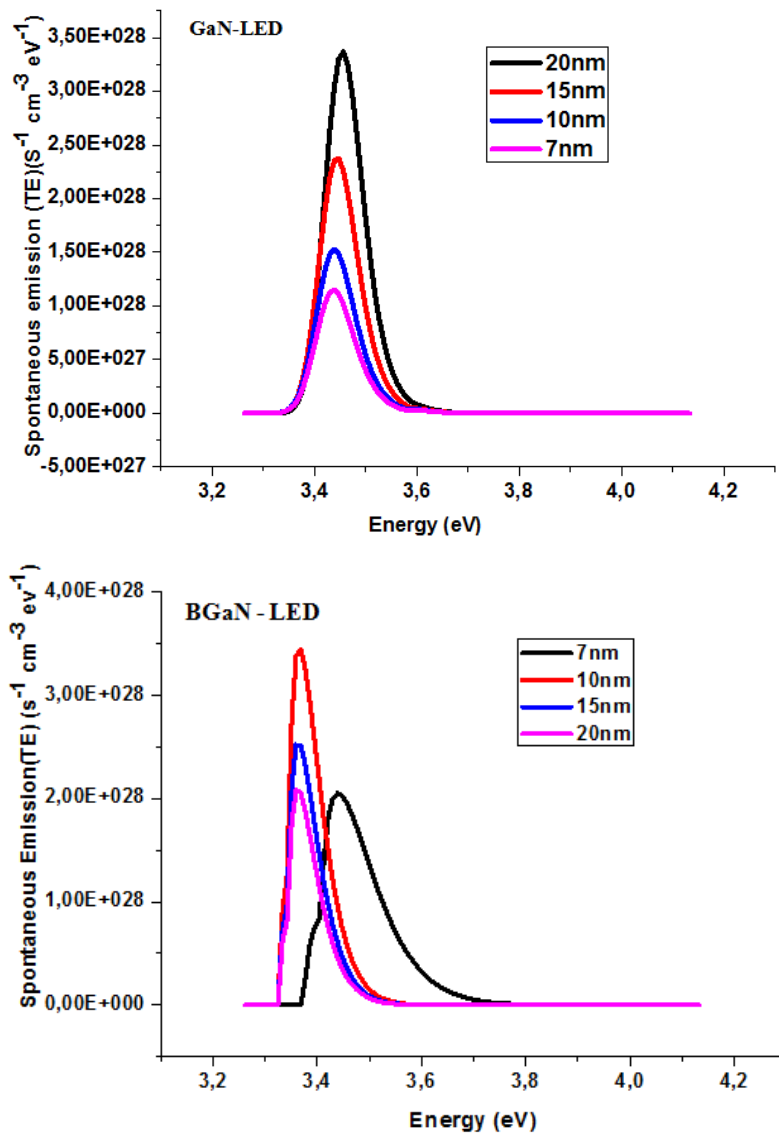 GaN-LED
Spontaneous emission (TE)(S⁻¹ cm⁻³ eV⁻¹)
3,50E+028
3,00E+028
2,50E+028
2,00E+028
1,50E+028
1,00E+028
5,00E+027
0,00E+000
-5,00E+027
20nm
15nm
10nm
7nm
3,2 3,4 3,6 3,8 4,0 4,2
Energy (eV)
BGaN - LED
Spontaneous Emission(TE) (s⁻¹ cm⁻³ ev⁻¹)
4,00E+028
3,00E+028
2,00E+028
1,00E+028
0,00E+000
7nm
10nm
15nm
20nm
3,2 3,4 3,6 3,8 4,0 4,2
Energy (eV)